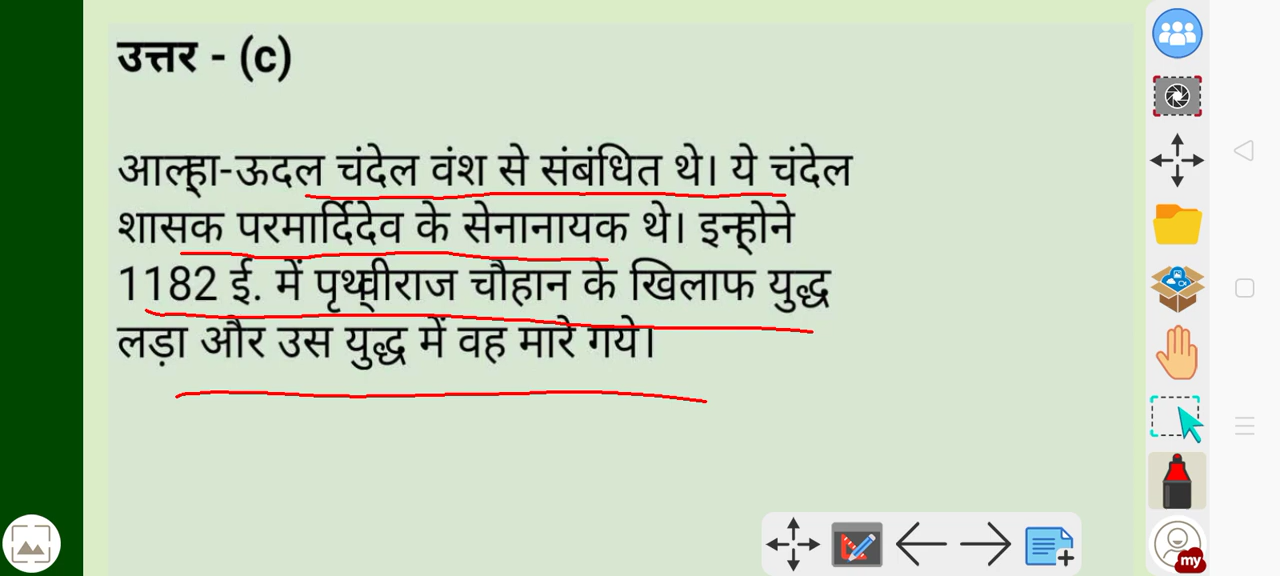 उत्तर - (c)
आल्हा-ऊदल चंदेल वंश से संबंधित थे। ये चंदेल
शासक परमार्दिदेव के सेनानायक थे। इन्होने
1182 ई. में पृथ्वीराज चौहान के खिलाफ युद्ध
लड़ा और उस युद्ध में वह मारे गये।
my